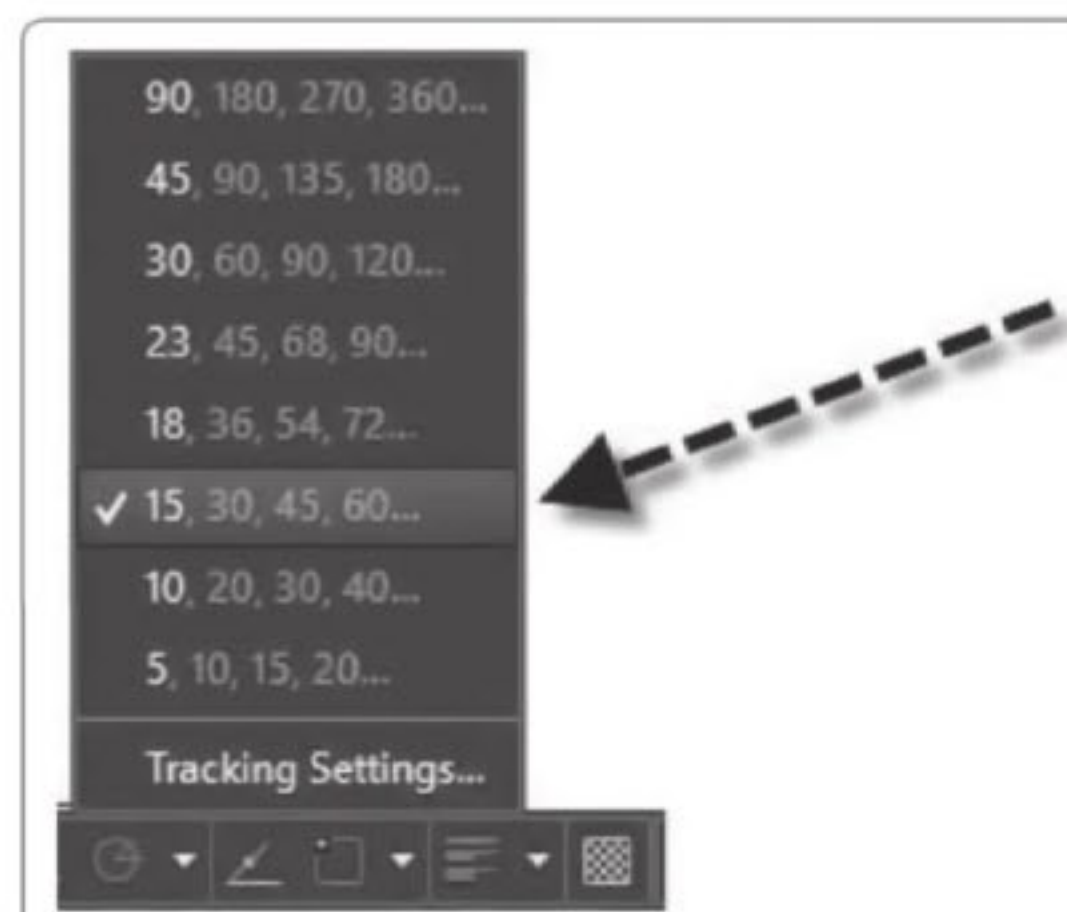 90, 180, 270, 360...
45, 90, 135, 180...
30, 60, 90, 120...
23, 45, 68, 90...
18, 36, 54, 72...
15, 30, 45, 60...
10, 20, 30, 40...
5, 10, 15, 20...
Tracking Settings...